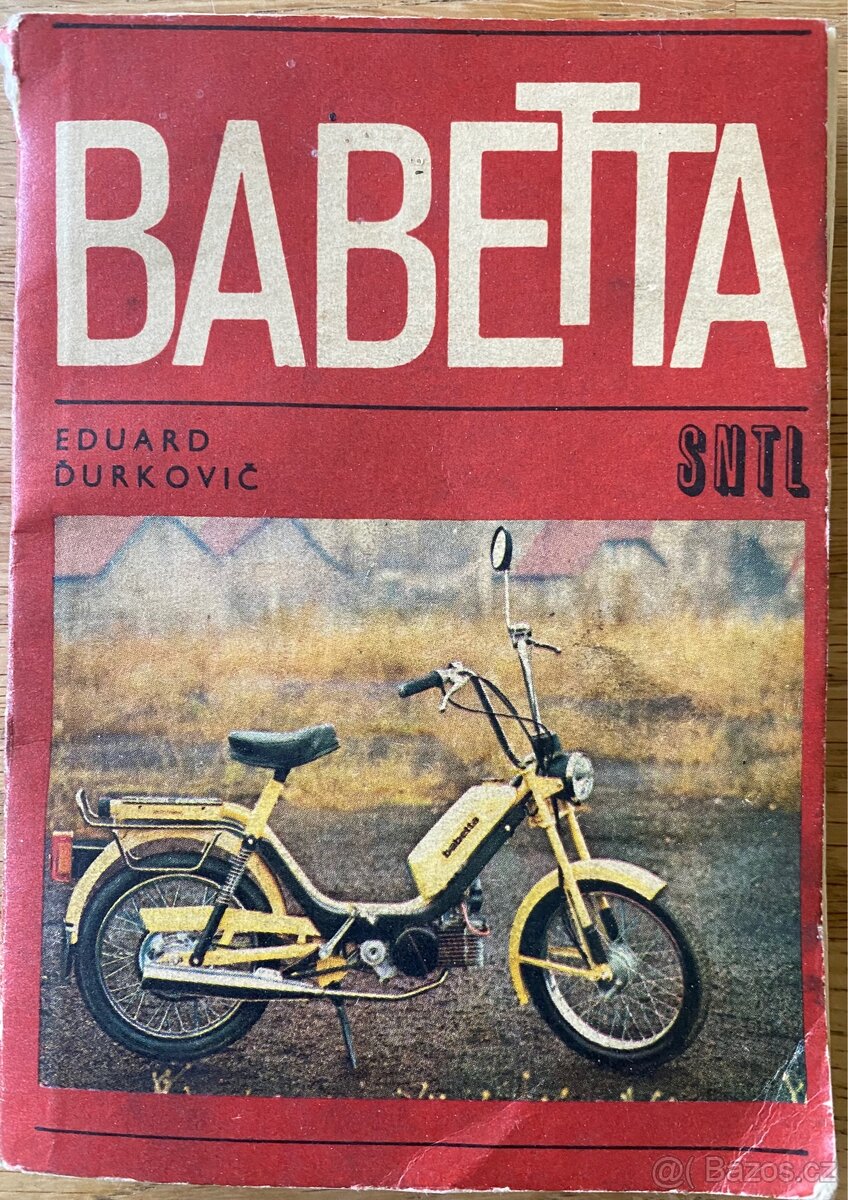 BABETTA
EDUARD
ĎURKOVIČ
SNTL
babetta
@( Bazos.cz